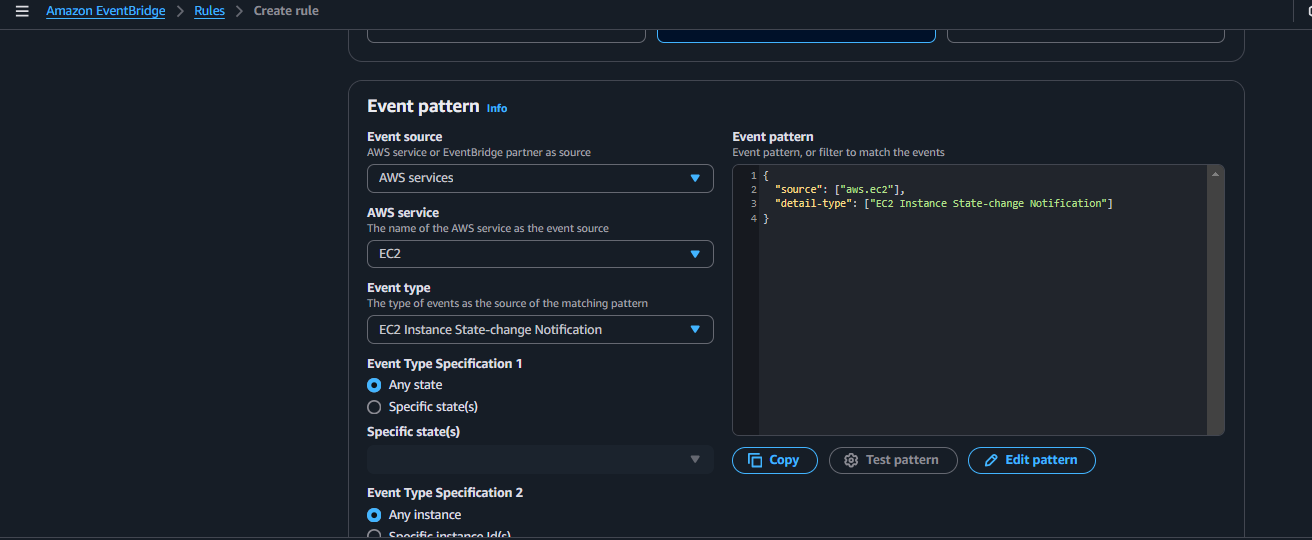 Amazon EventBridge > Rules > Create rule
Event pattern Info
Event source
AWS service or EventBridge partner as source
AWS services
AWS service
The name of the AWS service as the event source
EC2
Event type
The type of events as the source of the matching pattern
EC2 Instance State-change Notification
Event Type Specification 1
Any state
Specific state(s)
Specific state(s)
Event Type Specification 2
Any instance
Specific instance Id(s)
Event pattern
Event pattern, or filter to match the events
1 {
2 "source": ["aws.ec2"],
3 "detail-type": ["EC2 Instance State-change Notification"]
4 }
Copy
Test pattern
Edit pattern